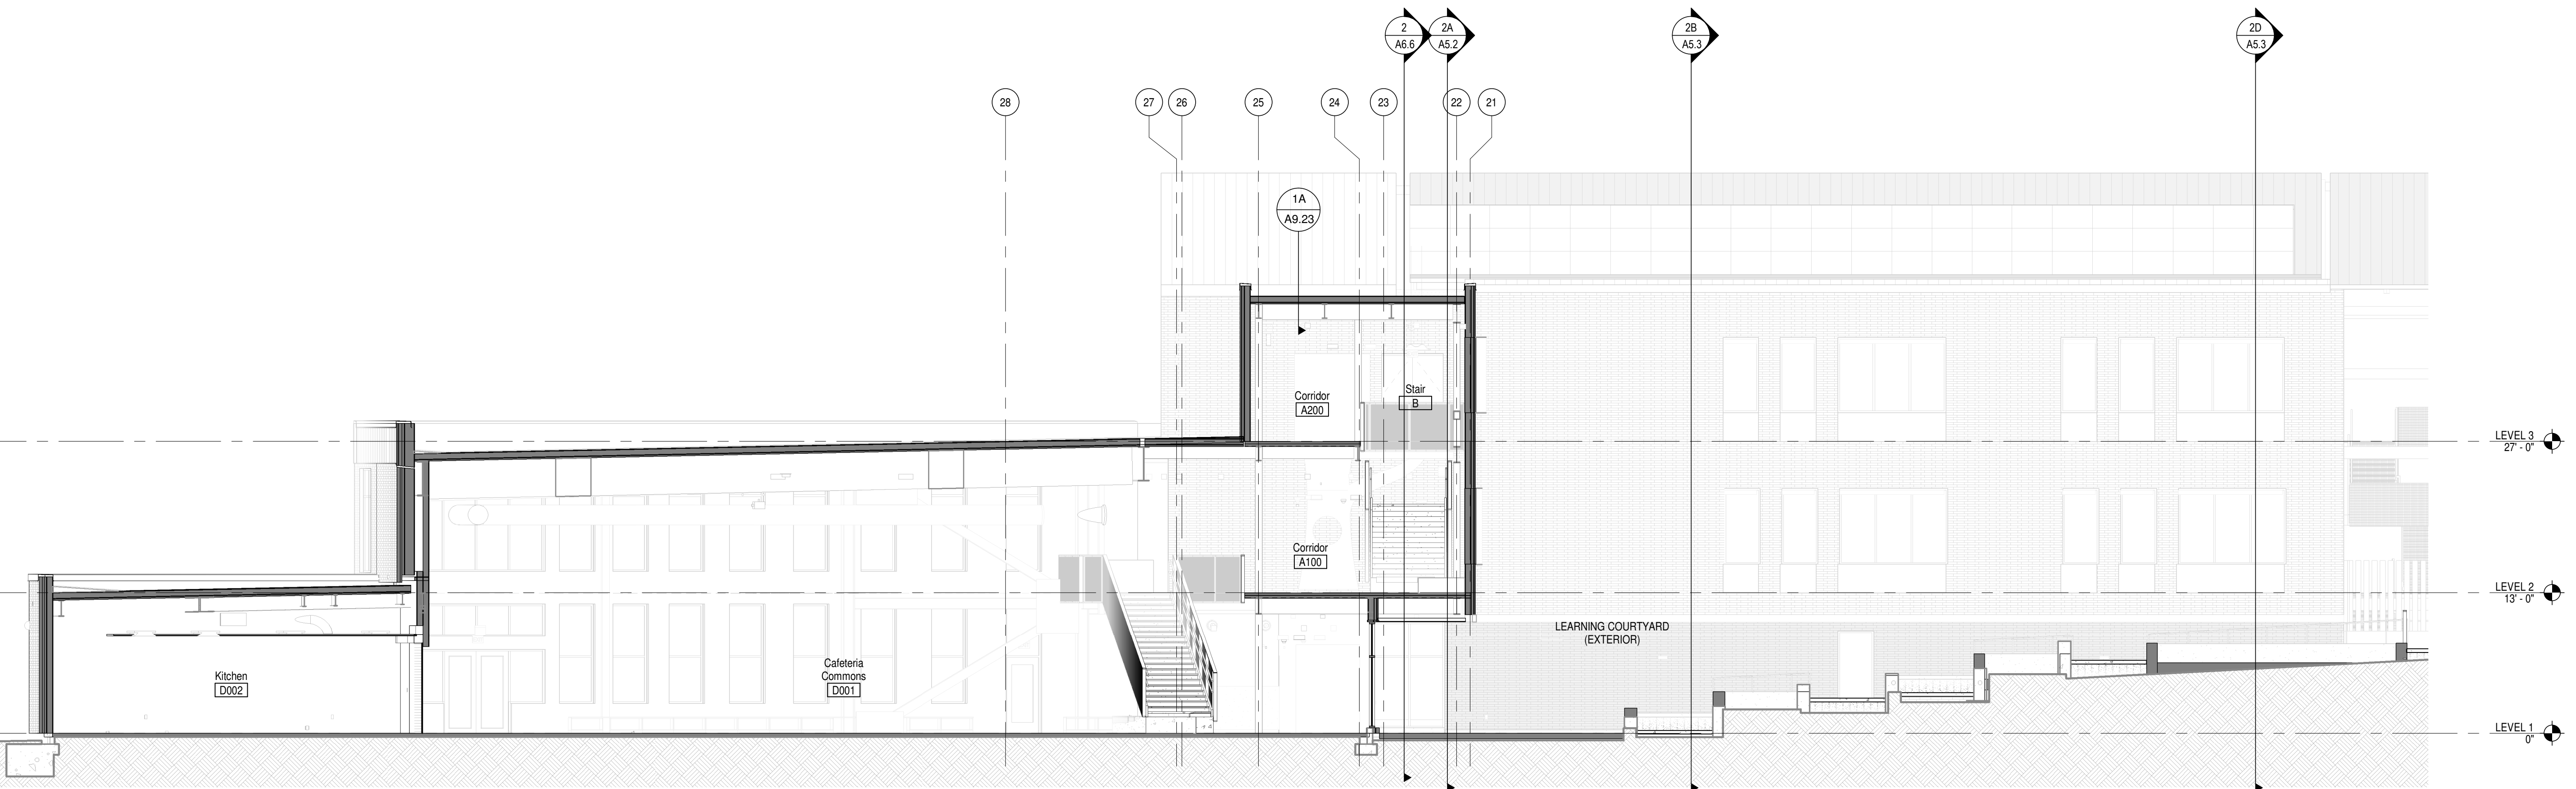 2
A6.6
2A
A5.2
2B
A5.3
2D
A5.3
28
27
26
25
24
23
22
21
1A
A9.23
Corridor
A200
Stair
B
LEVEL 3
27' - 0"
Corridor
A100
LEVEL 2
13' - 0"
LEARNING COURTYARD
(EXTERIOR)
Kitchen
D002
Cafeteria
Commons
D001
LEVEL 1
0"